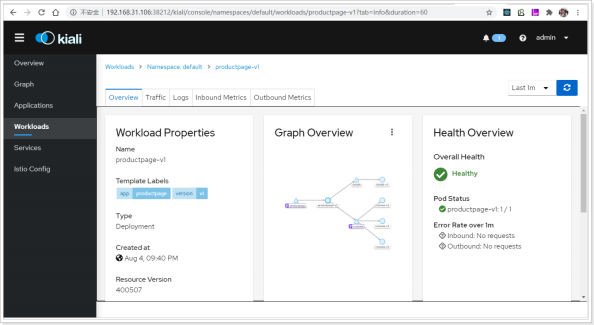 不安全 | 192.168.31.106:38212/kiali/console/namespaces/default/workloads/productpage-v1?tab=info&duration=60
kiali
1
admin
Overview
Graph
Applications
Workloads
Services
Istio Config
Workloads > Namespace: default > productpage-v1
Last 1m
Overview Traffic Logs Inbound Metrics Outbound Metrics
Workload Properties
Name
productpage-v1
Template Labels
app productpage version v1
Type
Deployment
Created at
Aug 4, 09:40 PM
Resource Version
400507
Graph Overview
Health Overview
Overall Health
Healthy
Pod Status
productpage-v1: 1 / 1
Error Rate over 1m
Inbound: No requests
Outbound: No requests